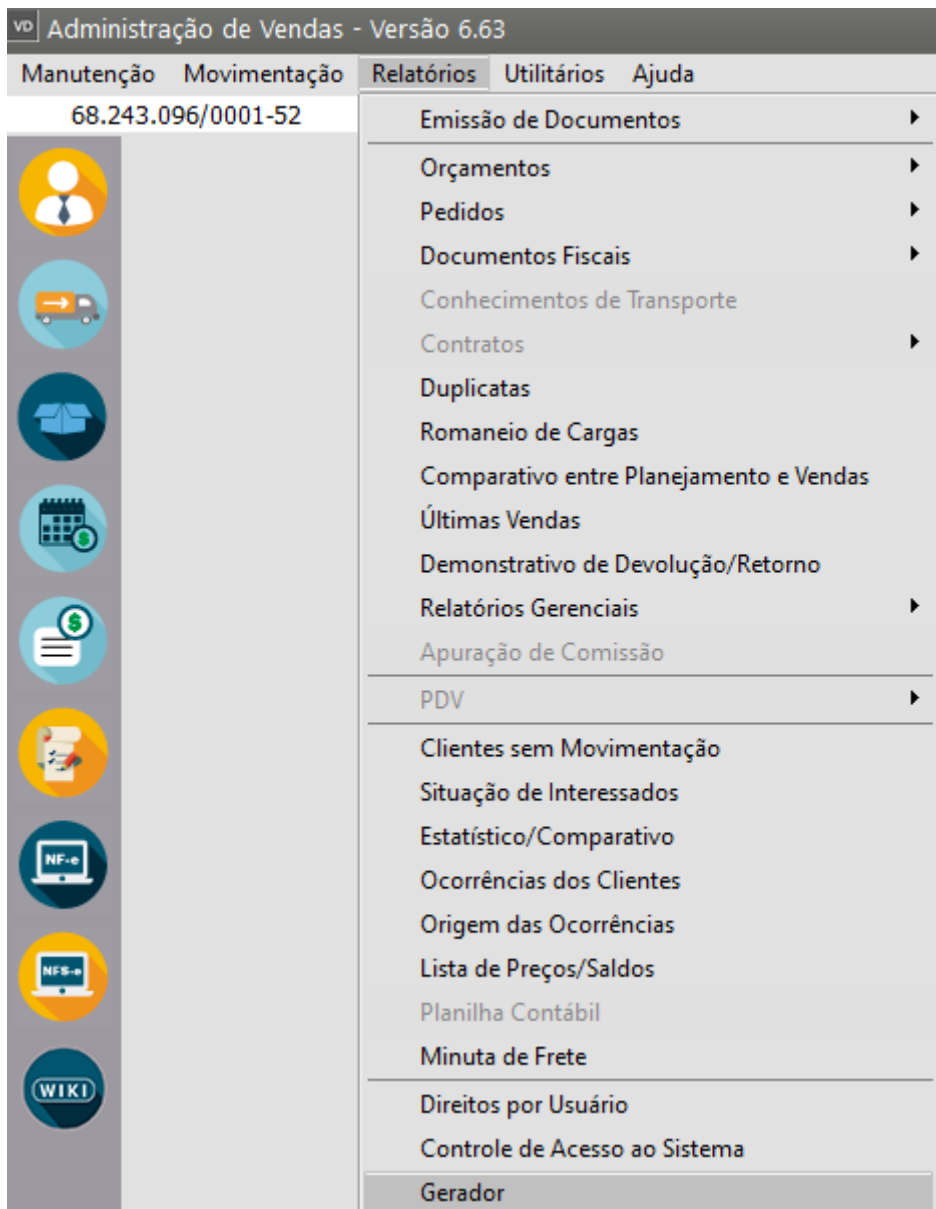 VD Administração de Vendas - Versão 6.63
Manutenção Movimentação Relatórios Utilitários Ajuda
68.243.096/0001-52
Emissão de Documentos
Orçamentos
Pedidos
Documentos Fiscais
Conhecimentos de Transporte
Contratos
Duplicatas
Romaneio de Cargas
Comparativo entre Planejamento e Vendas
Últimas Vendas
Demonstrativo de Devolução/Retorno
Relatórios Gerenciais
Apuração de Comissão
PDV
Clientes sem Movimentação
Situação de Interessados
Estatístico/Comparativo
Ocorrências dos Clientes
Origem das Ocorrências
Lista de Preços/Saldos
Planilha Contábil
Minuta de Frete
Direitos por Usuário
Controle de Acesso ao Sistema
Gerador
$
$
NF-e
NFS-e
WIKI